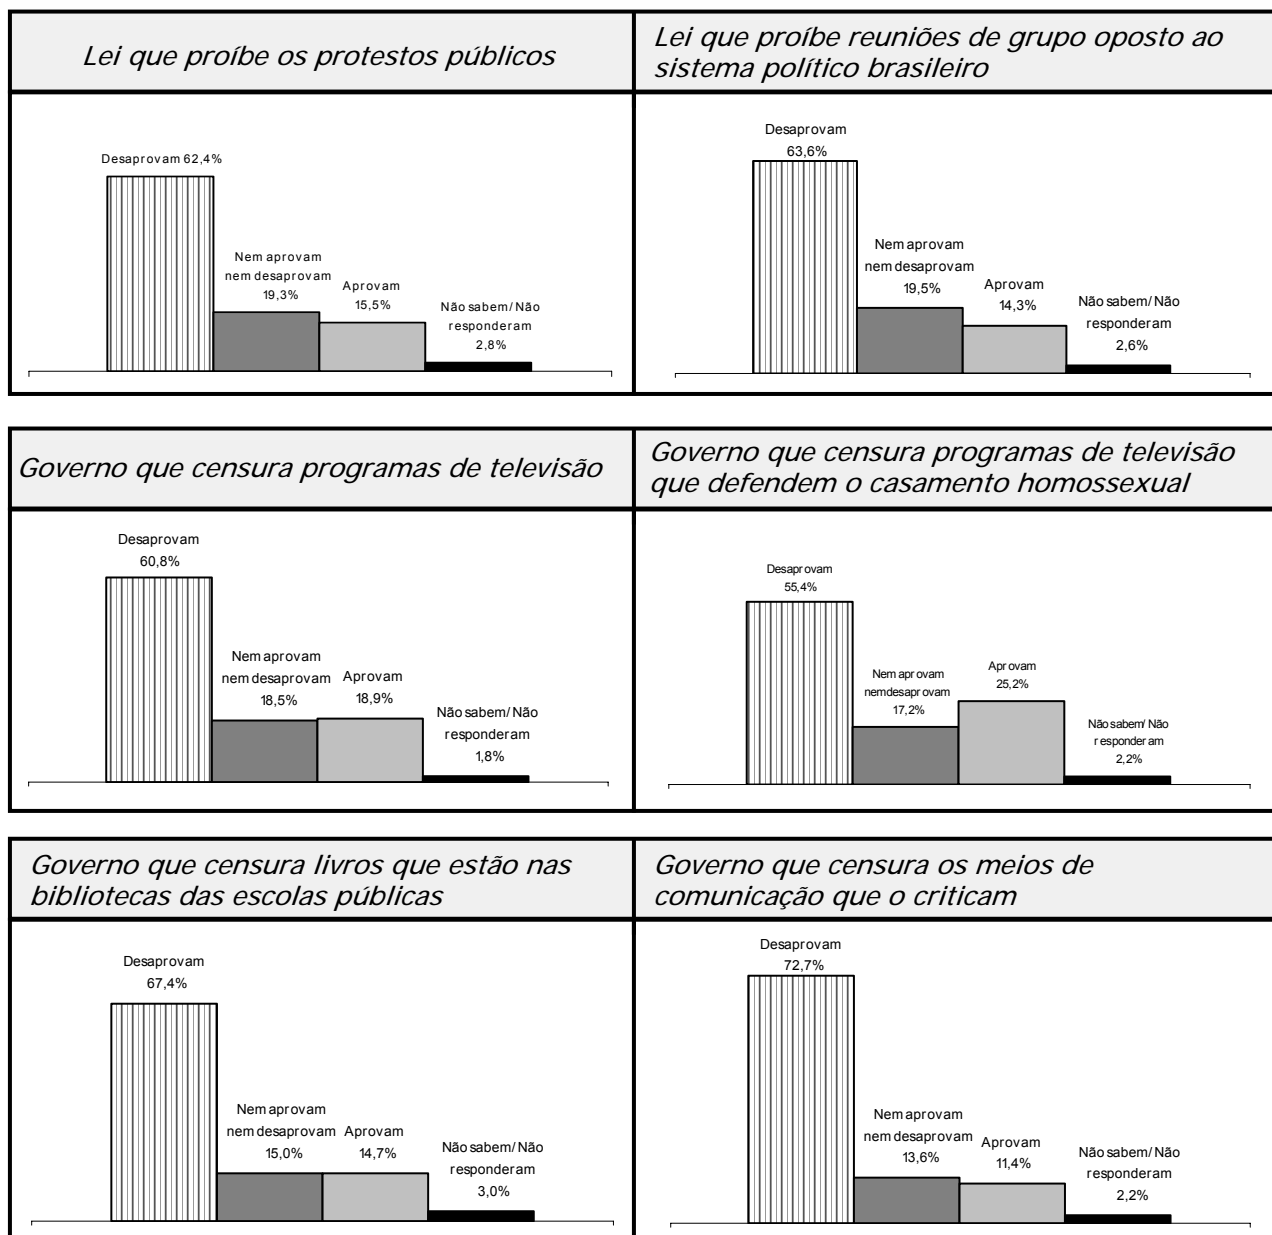 Lei que proíbe os protestos públicos
Lei que proíbe reuniões de grupo oposto ao
sistema político brasileiro
Desaprovam 62,4%
Nem aprovam
nem desaprovam
19,3%
Aprovam
15,5%
Não sabem/ Não
responderam
2,8%
Desaprovam
63,6%
Nem aprovam
nem desaprovam
19,5%
Aprovam
14,3%
Não sabem/ Não
responderam
2,6%
Governo que censura programas de televisão
Governo que censura programas de televisão
que defendem o casamento homossexual
Desaprovam
60,8%
Nem aprovam
nem desaprovam
18,5%
Aprovam
18,9%
Não sabem/ Não
responderam
1,8%
Desaprovam
55,4%
Nem aprovam
nem desaprovam
17,2%
Aprovam
25,2%
Não sabem/ Não
responderam
2,2%
Governo que censura livros que estão nas
bibliotecas das escolas públicas
Governo que censura os meios de
comunicação que o criticam
Desaprovam
67,4%
Nem aprovam
nem desaprovam
15,0%
Aprovam
14,7%
Não sabem/ Não
responderam
3,0%
Desaprovam
72,7%
Nem aprovam
nem desaprovam
13,6%
Aprovam
11,4%
Não sabem/ Não
responderam
2,2%